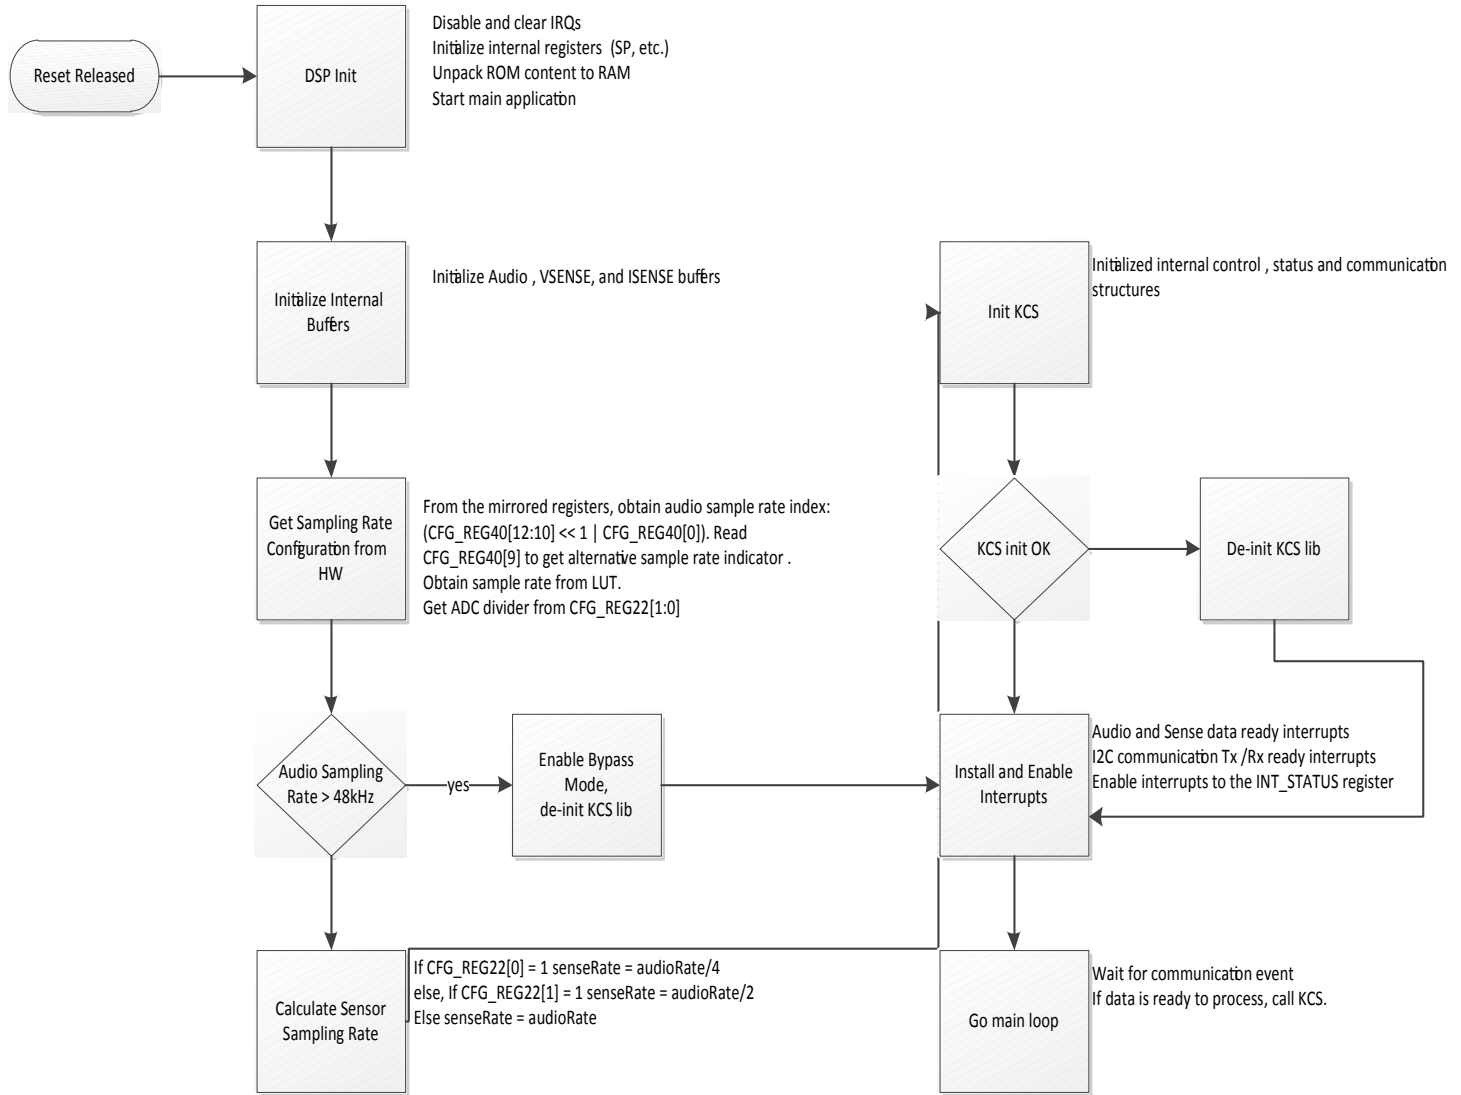 Reset Released
DSP Init
Disable and clear IRQs
Initialize internal registers (SP, etc.)
Unpack ROM content to RAM
Start main application
Initialize Internal
Buffers
Initialize Audio , VSENSE, and ISENSE buffers
Get Sampling Rate
Configuration from
HW
From the mirrored registers, obtain audio sample rate index:
(CFG_REG40[12:10] << 1 | CFG_REG40[0]). Read
CFG_REG40[9] to get alternative sample rate indicator .
Obtain sample rate from LUT.
Get ADC divider from CFG_REG22[1:0]
Audio Sampling
Rate > 48kHz
yes
Enable Bypass
Mode,
de-init KCS lib
Calculate Sensor
Sampling Rate
If CFG_REG22[0] = 1 senseRate = audioRate/4
else, If CFG_REG22[1] = 1 senseRate = audioRate/2
Else senseRate = audioRate
Init KCS
Initialized internal control , status and communication
structures
KCS init OK
De-init KCS lib
Install and Enable
Interrupts
Audio and Sense data ready interrupts
I2C communication Tx /Rx ready interrupts
Enable interrupts to the INT_STATUS register
Go main loop
Wait for communication event
If data is ready to process, call KCS.